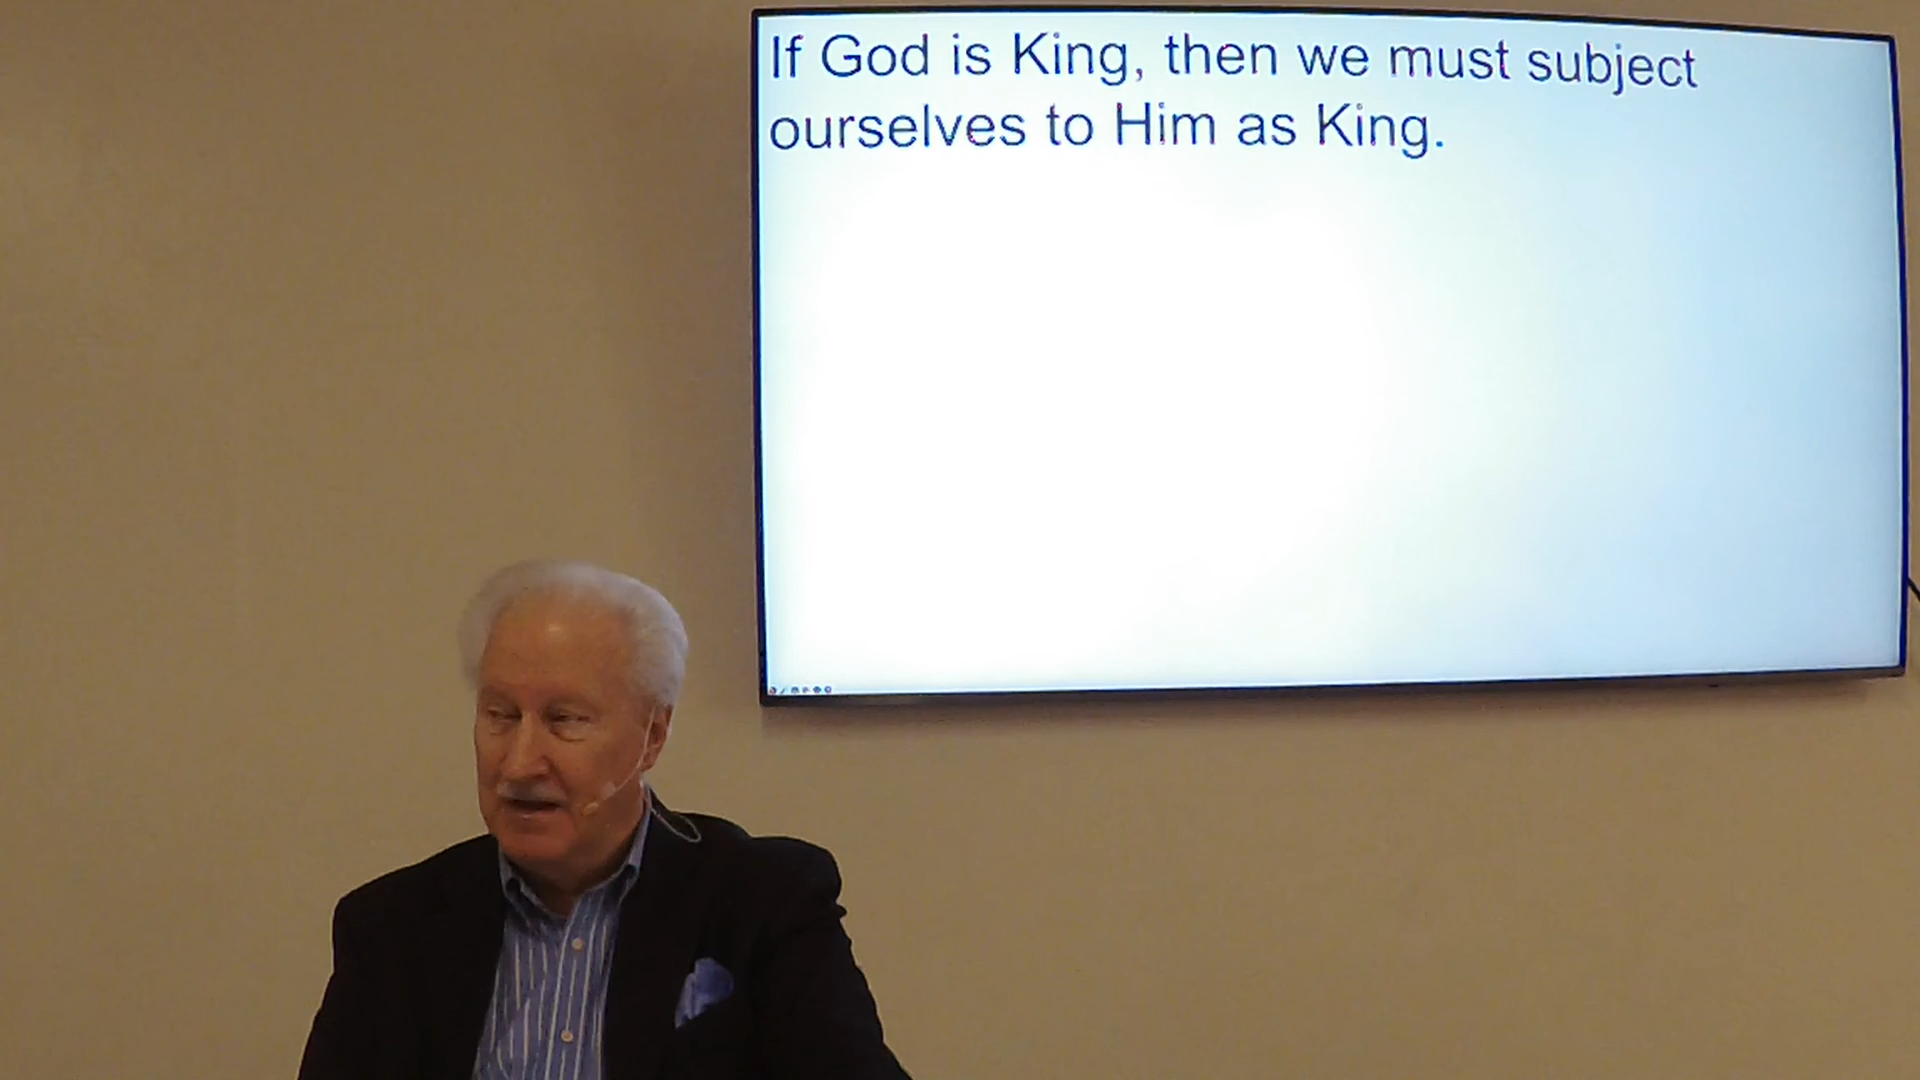 If God is King, then we must subject
ourselves to Him as King.